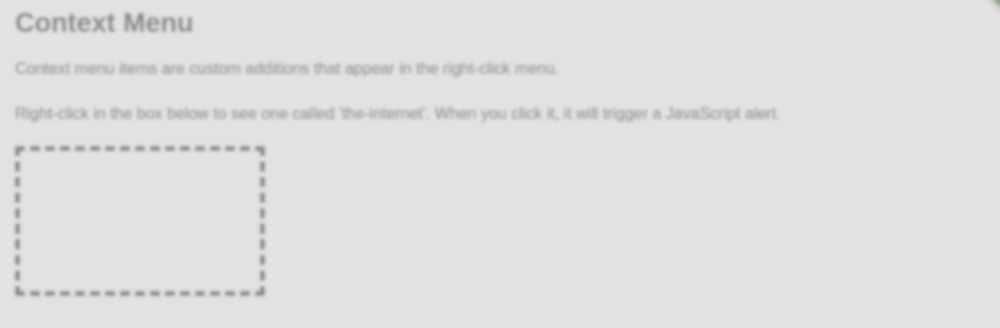 Context Menu
Context menu items are custom additions that appear in the right-click menu.
Right-click in the box below to see one called 'the-internet'. When you click it, it will trigger a JavaScript alert.